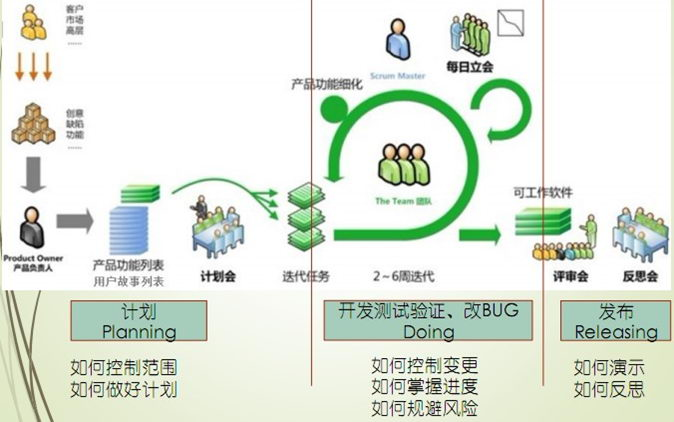 客户
市场
高层
……
创意
缺陷
功能
……
Product Owner
产品负责人
产品功能列表
用户故事列表
计划会
迭代任务
产品功能细化
Scrum Master
每日立会
The Team 团队
2～6周迭代
可工作软件
评审会
反思会
计划
Planning
如何控制范围
如何做好计划
开发测试验证、改BUG
Doing
如何控制变更
如何掌握进度
如何规避风险
发布
Releasing
如何演示
如何反思